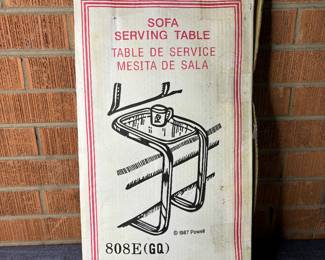 SOFA
SERVING TABLE
TABLE DE SERVICE
MESITA DE SALA
© 1987 Powell
808E(GQ)